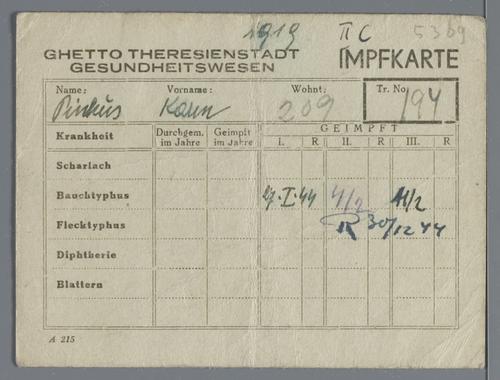 1919 II C 5369
GHETTO THERESIENSTADT
GESUNDHEITSWESEN
IMPFKARTE
Name: Vorname: Wohnt: Tr. No
Pinkus Kann 209 194
Krankheit Durchgem. im Jahre Geimpft im Jahre GEIMPFT
I. R II. R III. R
Scharlach
Bauchtyphus 4·I·44 4/2 11/2
Flecktyphus R 30/12 44
Diphtherie
Blattern
A 215